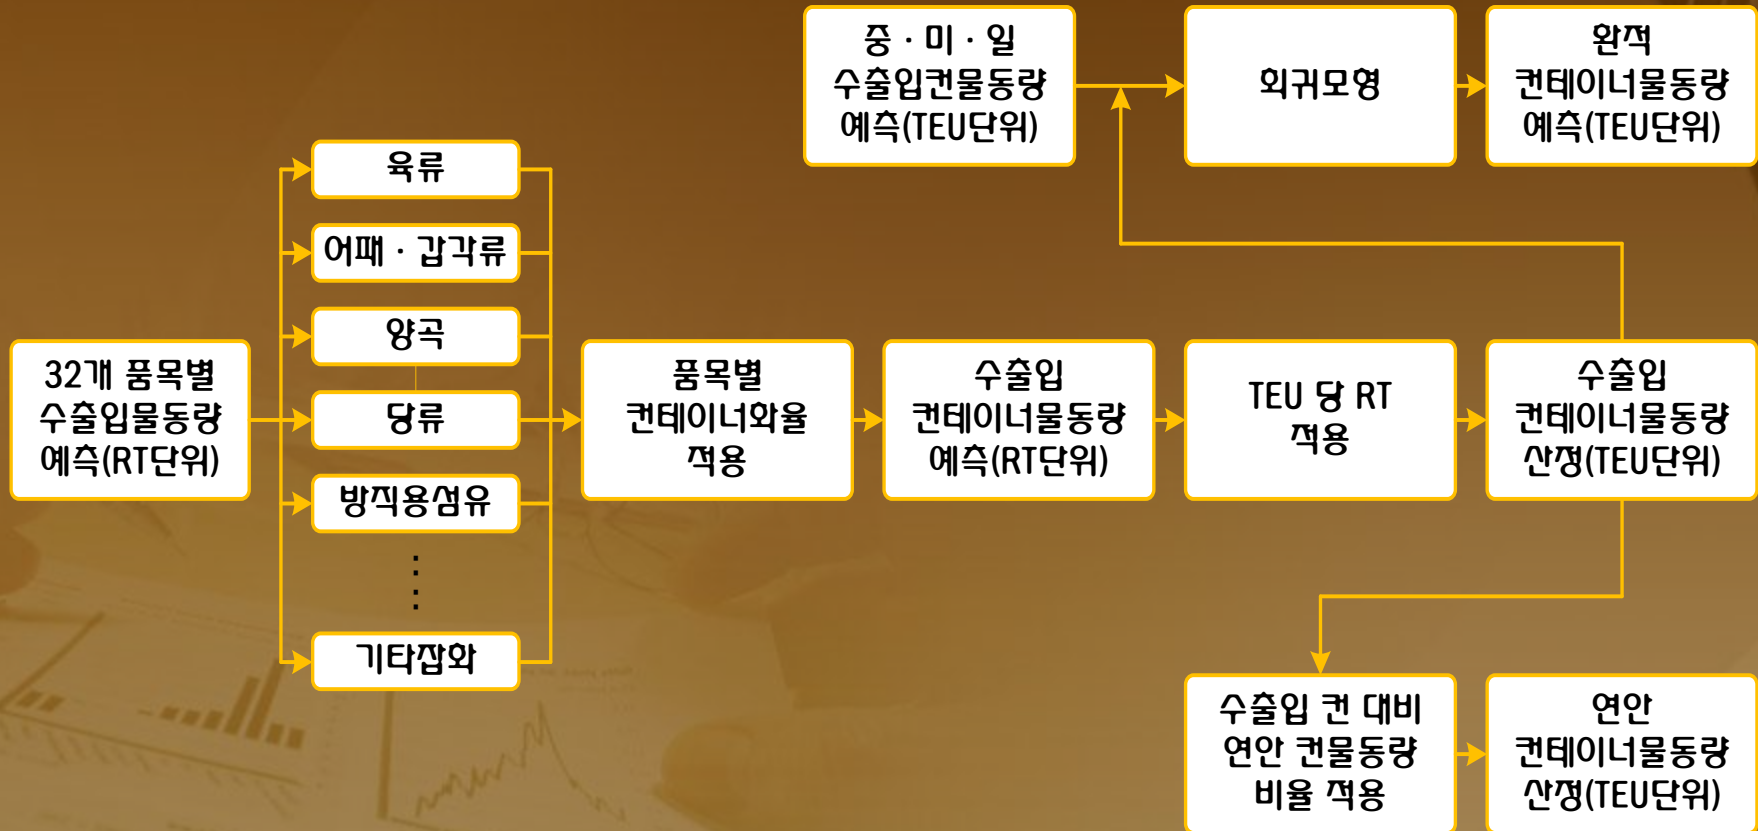 중 · 미 · 일
수출입컨물동량
예측(TEU단위)
회귀모형
환적
컨테이너물동량
예측(TEU단위)
육류
어패 · 갑각류
양곡
당류
방직용섬유
기타잡화
32개 품목별
수출입물동량
예측(RT단위)
품목별
컨테이너화율
적용
수출입
컨테이너물동량
예측(RT단위)
TEU 당 RT
적용
수출입
컨테이너물동량
산정(TEU단위)
수출입 컨 대비
연안 컨물동량
비율 적용
연안
컨테이너물동량
산정(TEU단위)